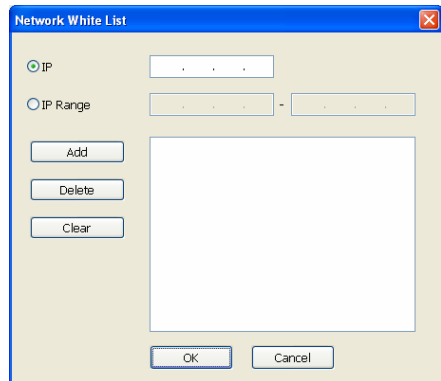 Network White List
IP
. . .
IP Range
. . . - . . .
Add
Delete
Clear
OK
Cancel